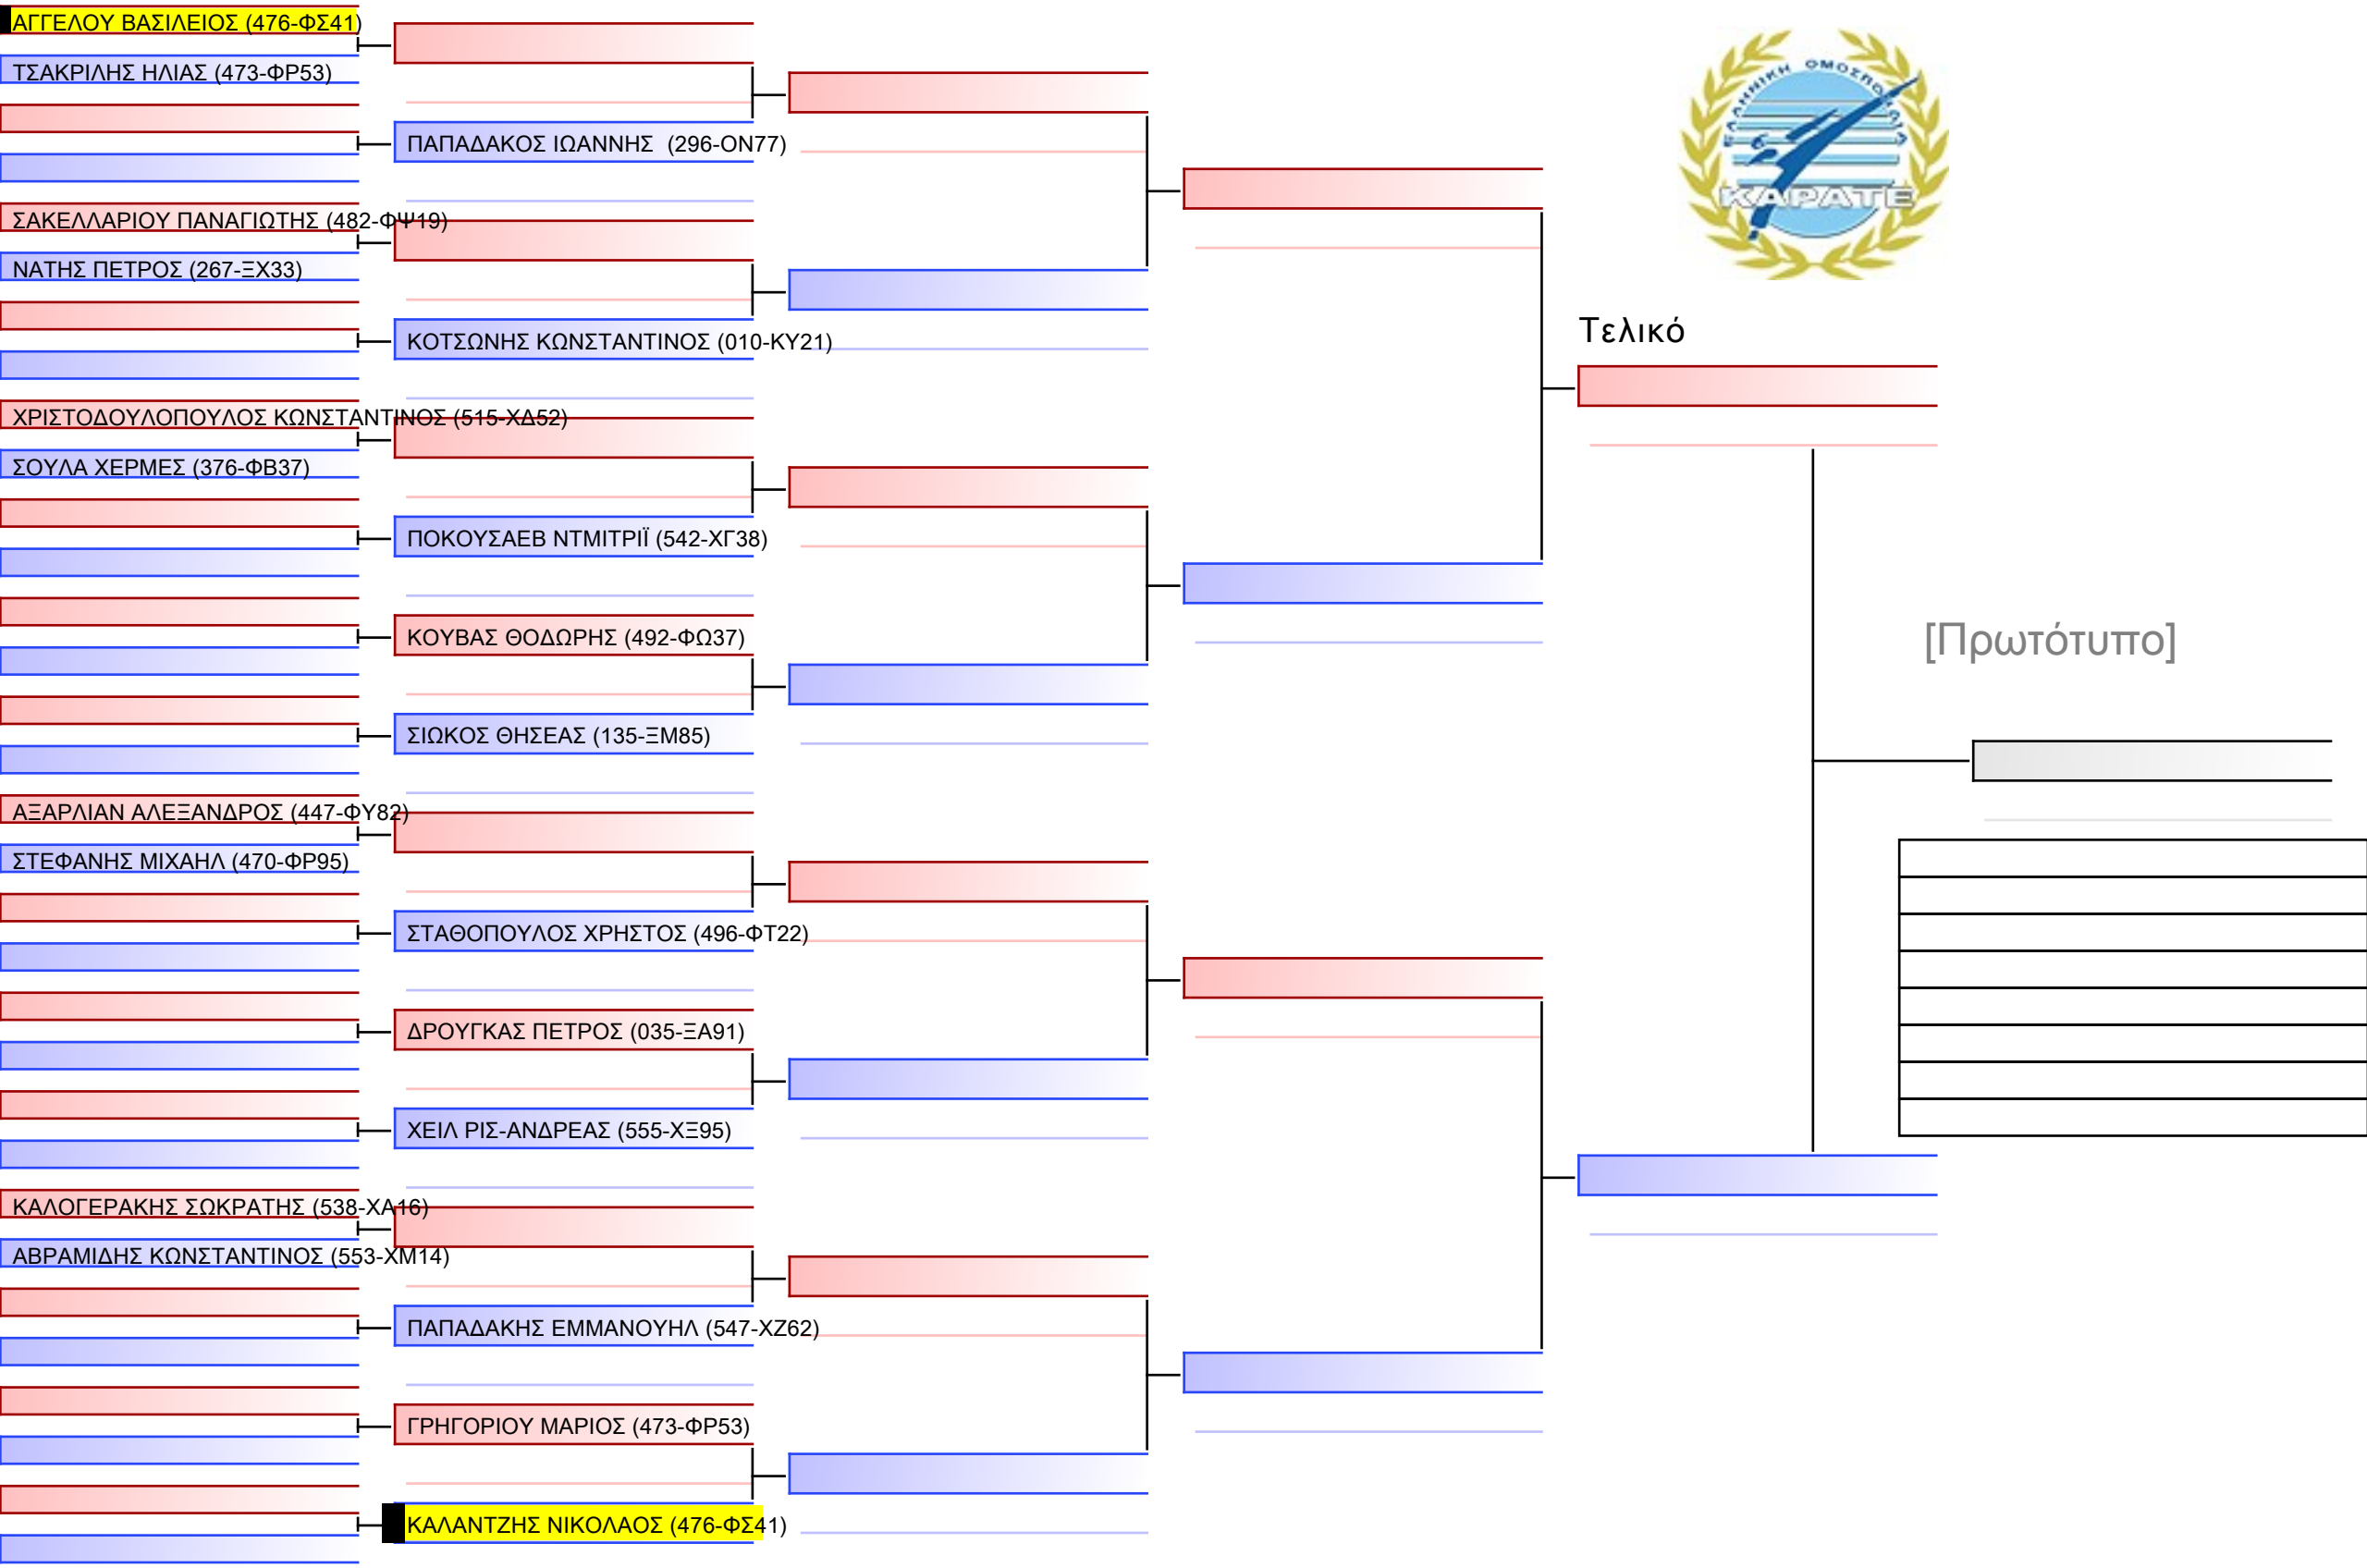 ΑΓΓΕΛΟΥ ΒΑΣΙΛΕΙΟΣ (476-ΦΣ41)
ΤΣΑΚΡΙΛΗΣ ΗΛΙΑΣ (473-ΦΡ53)
ΠΑΠΑΔΑΚΟΣ ΙΩΑΝΝΗΣ (296-ΟΝ77)
ΣΑΚΕΛΛΑΡΙΟΥ ΠΑΝΑΓΙΩΤΗΣ (482-ΦΨ19)
ΝΑΤΗΣ ΠΕΤΡΟΣ (267-ΞΧ33)
ΚΟΤΣΩΝΗΣ ΚΩΝΣΤΑΝΤΙΝΟΣ (010-ΚΥ21)
ΧΡΙΣΤΟΔΟΥΛΟΠΟΥΛΟΣ ΚΩΝΣΤΑΝΤΙΝΟΣ (515-ΧΔ52)
ΣΟΥΛΑ ΧΕΡΜΕΣ (376-ΦΒ37)
ΠΟΚΟΥΣΑΕΒ ΝΤΜΙΤΡΙΪ (542-ΧΓ38)
ΚΟΥΒΑΣ ΘΟΔΩΡΗΣ (492-ΦΩ37)
ΣΙΩΚΟΣ ΘΗΣΕΑΣ (135-ΞΜ85)
ΑΞΑΡΛΙΑΝ ΑΛΕΞΑΝΔΡΟΣ (447-ΦΥ82)
ΣΤΕΦΑΝΗΣ ΜΙΧΑΗΛ (470-ΦΡ95)
ΣΤΑΘΟΠΟΥΛΟΣ ΧΡΗΣΤΟΣ (496-ΦΤ22)
ΔΡΟΥΓΚΑΣ ΠΕΤΡΟΣ (035-ΞΑ91)
ΧΕΙΛ ΡΙΣ-ΑΝΔΡΕΑΣ (555-ΧΞ95)
ΚΑΛΟΓΕΡΑΚΗΣ ΣΩΚΡΑΤΗΣ (538-ΧΑ16)
ΑΒΡΑΜΙΔΗΣ ΚΩΝΣΤΑΝΤΙΝΟΣ (553-ΧΜ14)
ΠΑΠΑΔΑΚΗΣ ΕΜΜΑΝΟΥΗΛ (547-ΧΖ62)
ΓΡΗΓΟΡΙΟΥ ΜΑΡΙΟΣ (473-ΦΡ53)
ΚΑΛΑΝΤΖΗΣ ΝΙΚΟΛΑΟΣ (476-ΦΣ41)
ΕΛΛΗΝΙΚΗ ΟΜΟΣΠΟΝΔΙΑ
ΚΑΡΑΤΕ
Τελικό
[Πρωτότυπο]